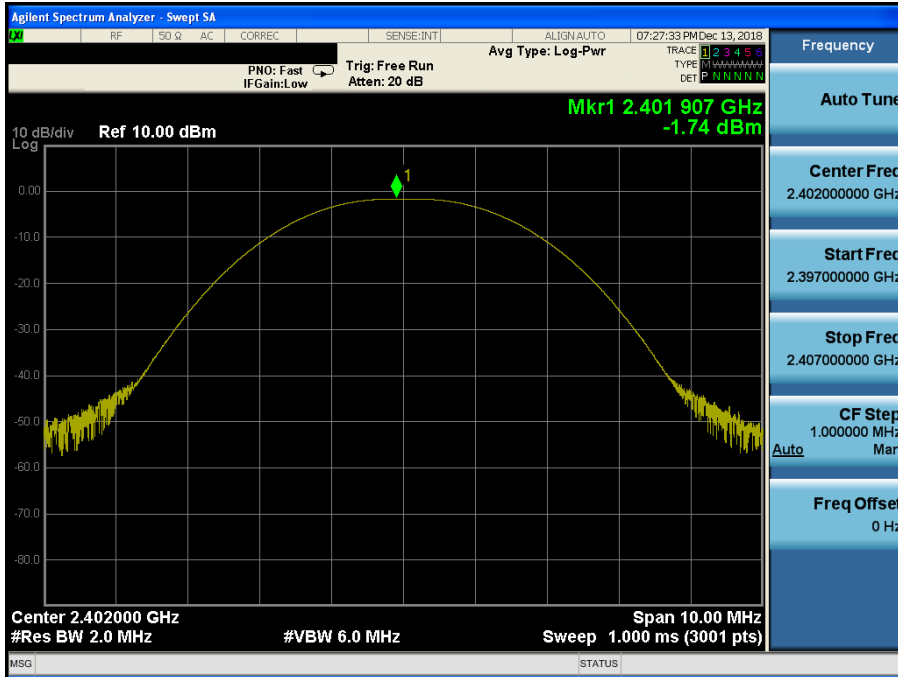 Agilent Spectrum Analyzer - Swept SA
LXI RF 50 Ω AC CORREC SENSE:INT ALIGN AUTO 07:27:33 PM Dec 13, 2018
Frequency
Avg Type: Log-Pwr
TRACE 1 2 3 4 5 6
PNO: Fast Trig: Free Run
TYPE M WWWWW
IFGain:Low Atten: 20 dB
DET P N N N N N
Auto Tune
Mkr1 2.401 907 GHz
-1.74 dBm
10 dB/div Ref 10.00 dBm
Log
1
0.00
-10.0
-20.0
-30.0
-40.0
-50.0
-60.0
-70.0
-80.0
Center Freq
2.402000000 GHz
Start Freq
2.397000000 GHz
Stop Freq
2.407000000 GHz
CF Step
1.000000 MHz
Auto Man
Freq Offset
0 Hz
Center 2.402000 GHz Span 10.00 MHz
#Res BW 2.0 MHz #VBW 6.0 MHz Sweep 1.000 ms (3001 pts)
MSG STATUS